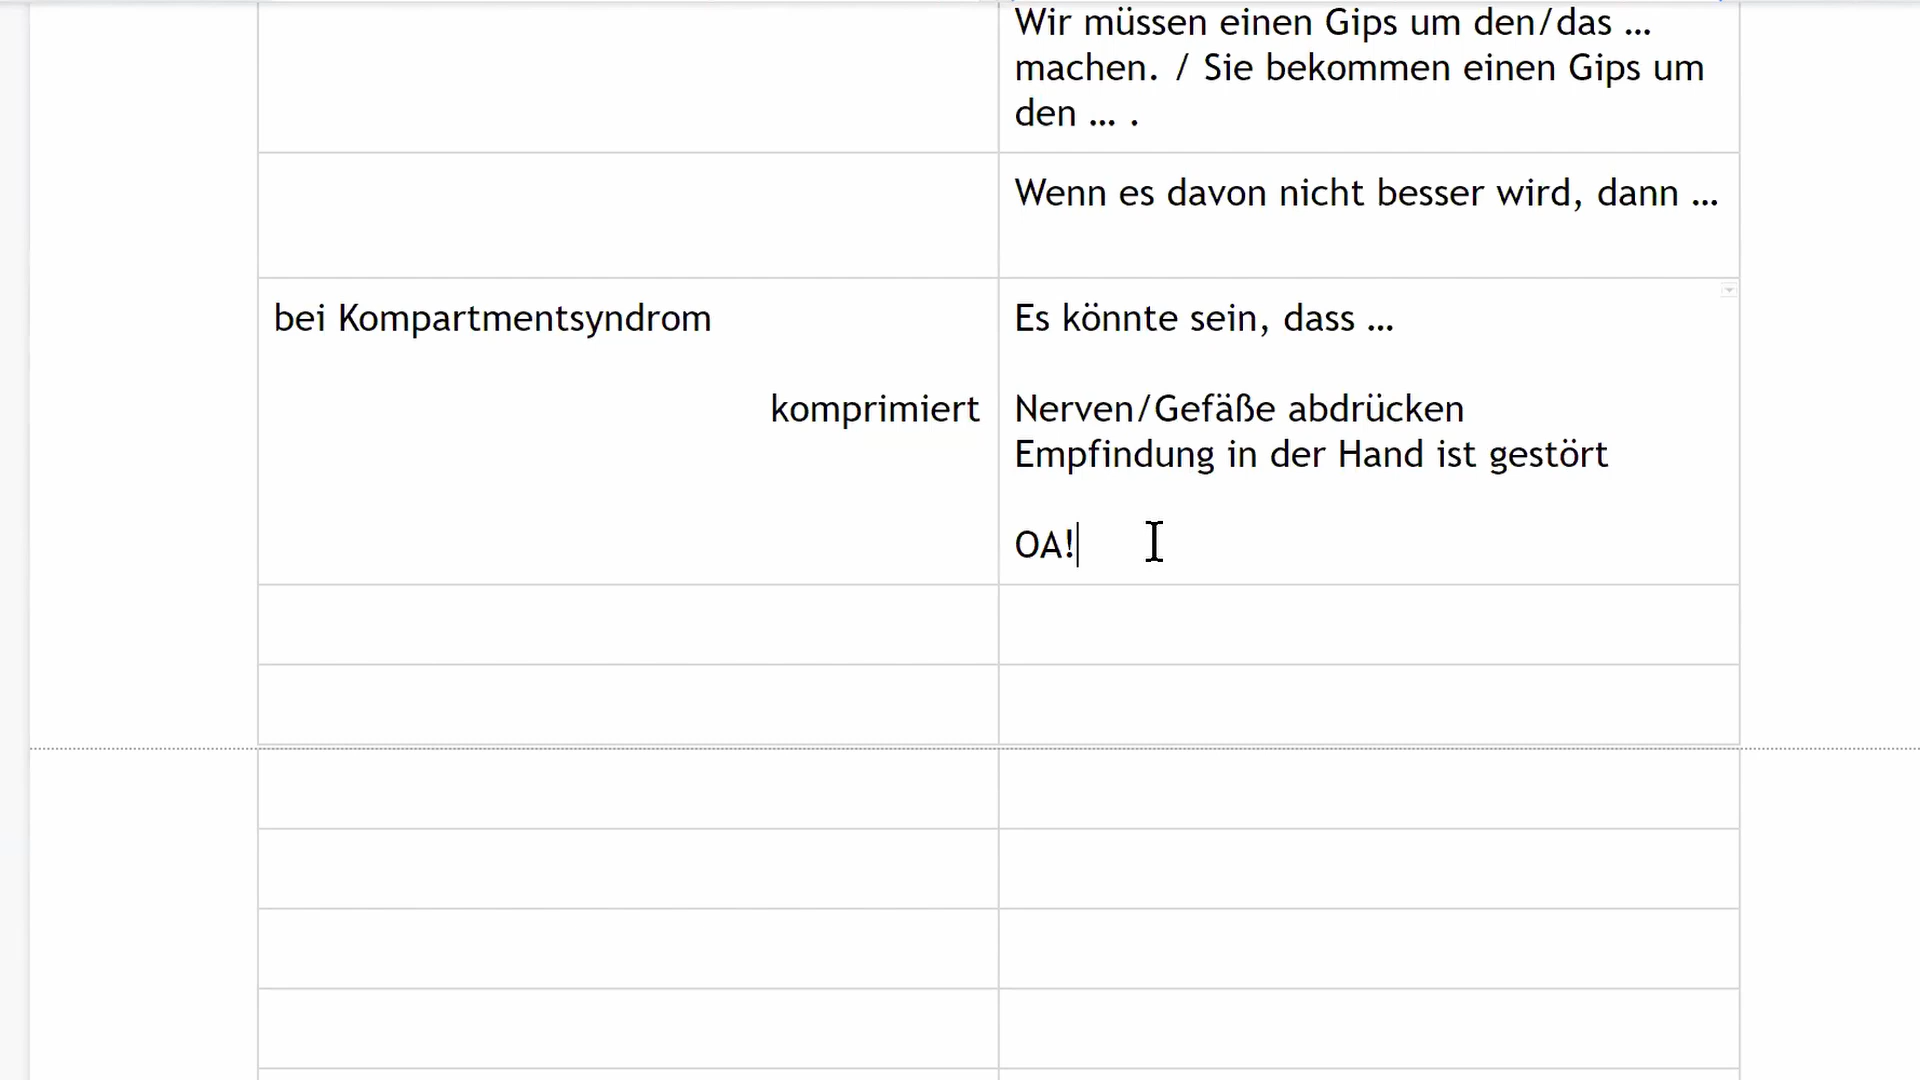 Wir müssen einen Gips um den/das ...
machen. / Sie bekommen einen Gips um
den ... .
Wenn es davon nicht besser wird, dann ...
bei Kompartmentsyndrom
Es könnte sein, dass ...
komprimiert
Nerven/Gefäße abdrücken
Empfindung in der Hand ist gestört
OA!